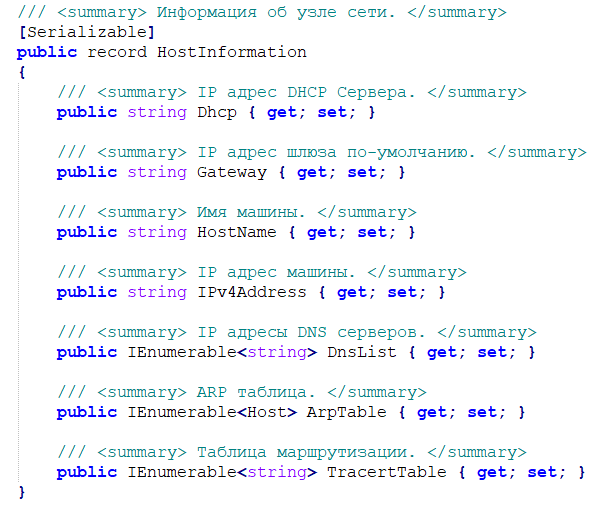 /// <summary> Информация об узле сети. </summary>
[Serializable]
public record HostInformation
{
    /// <summary> IP адрес DHCP Сервера. </summary>
    public string Dhcp { get; set; }

    /// <summary> IP адрес шлюза по-умолчанию. </summary>
    public string Gateway { get; set; }

    /// <summary> Имя машины. </summary>
    public string HostName { get; set; }

    /// <summary> IP адрес машины. </summary>
    public string IPv4Address { get; set; }

    /// <summary> IP адресы DNS серверов. </summary>
    public IEnumerable<string> DnsList { get; set; }

    /// <summary> ARP таблица. </summary>
    public IEnumerable<Host> ArpTable { get; set; }

    /// <summary> Таблица маршрутизации. </summary>
    public IEnumerable<string> TracertTable { get; set; }
}